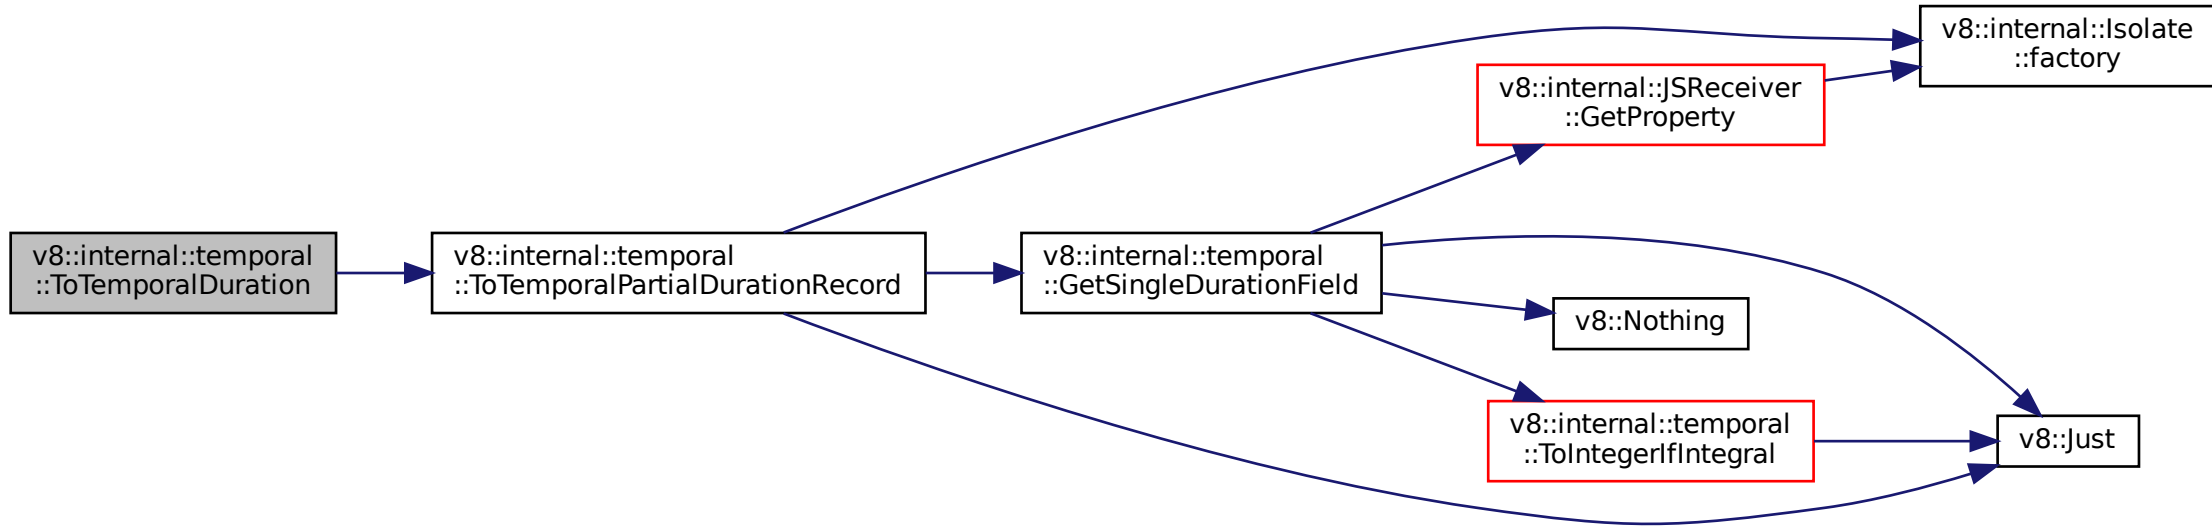 v8::internal::temporal
::ToTemporalDuration
v8::internal::temporal
::ToTemporalPartialDurationRecord
v8::internal::temporal
::GetSingleDurationField
v8::internal::JSReceiver
::GetProperty
v8::internal::Isolate
::factory
v8::Nothing
v8::internal::temporal
::ToIntegerIfIntegral
v8::Just